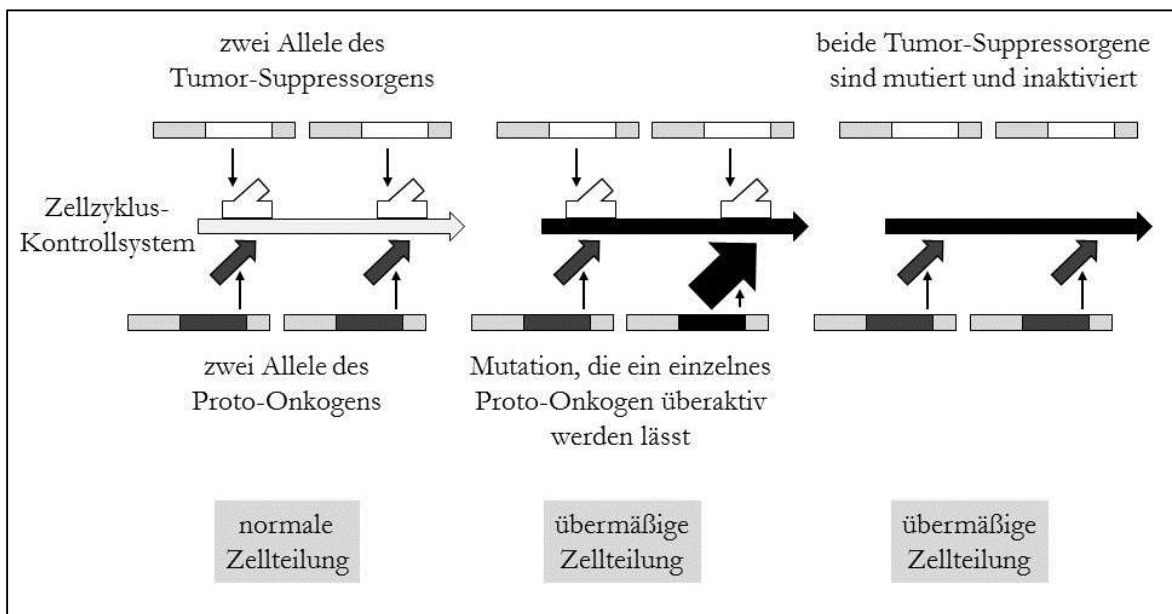 zwei Allele des
Tumor-Suppressorgens
beide Tumor-Suppressorgene
sind mutiert und inaktiviert
Zellzyklus-
Kontrollsystem
zwei Allele des
Proto-Onkogens
Mutation, die ein einzelnes
Proto-Onkogen überaktiv
werden lässt
normale
Zellteilung
übermäßige
Zellteilung
übermäßige
Zellteilung